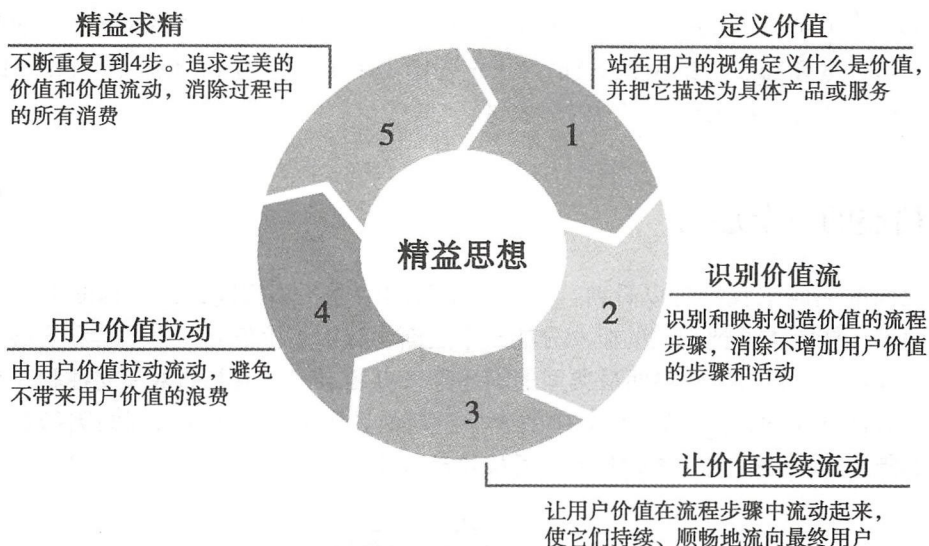 精益求精
不断重复1到4步。追求完美的
价值和价值流动，消除过程中
的所有消费
定义价值
站在用户的视角定义什么是价值，
并把它描述为具体产品或服务
5
1
精益思想
识别价值流
识别和映射创造价值的流程
步骤，消除不增加用户价值
的步骤和活动
4
2
用户价值拉动
由用户价值拉动流动，避免
不带来用户价值的浪费
3
让价值持续流动
让用户价值在流程步骤中流动起来，
使它们持续、顺畅地流向最终用户